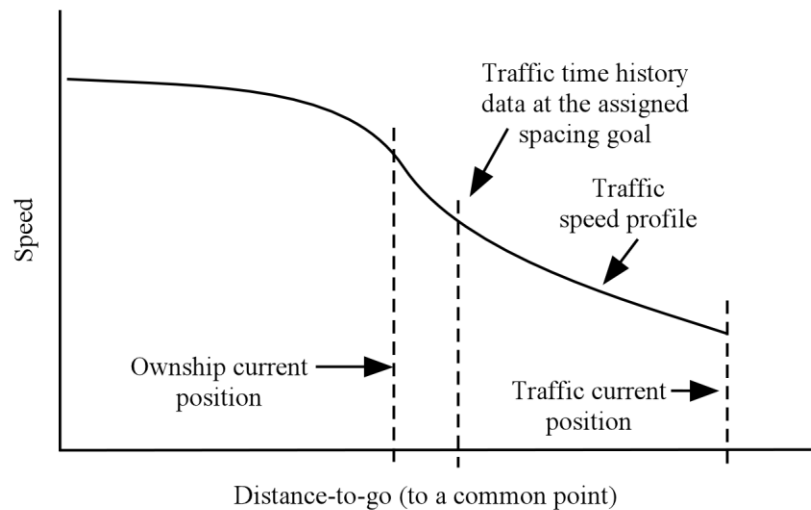 Traffic time history
data at the assigned
spacing goal
Traffic
speed profile
Speed
Ownship current
position
Traffic current
position
Distance-to-go (to a common point)